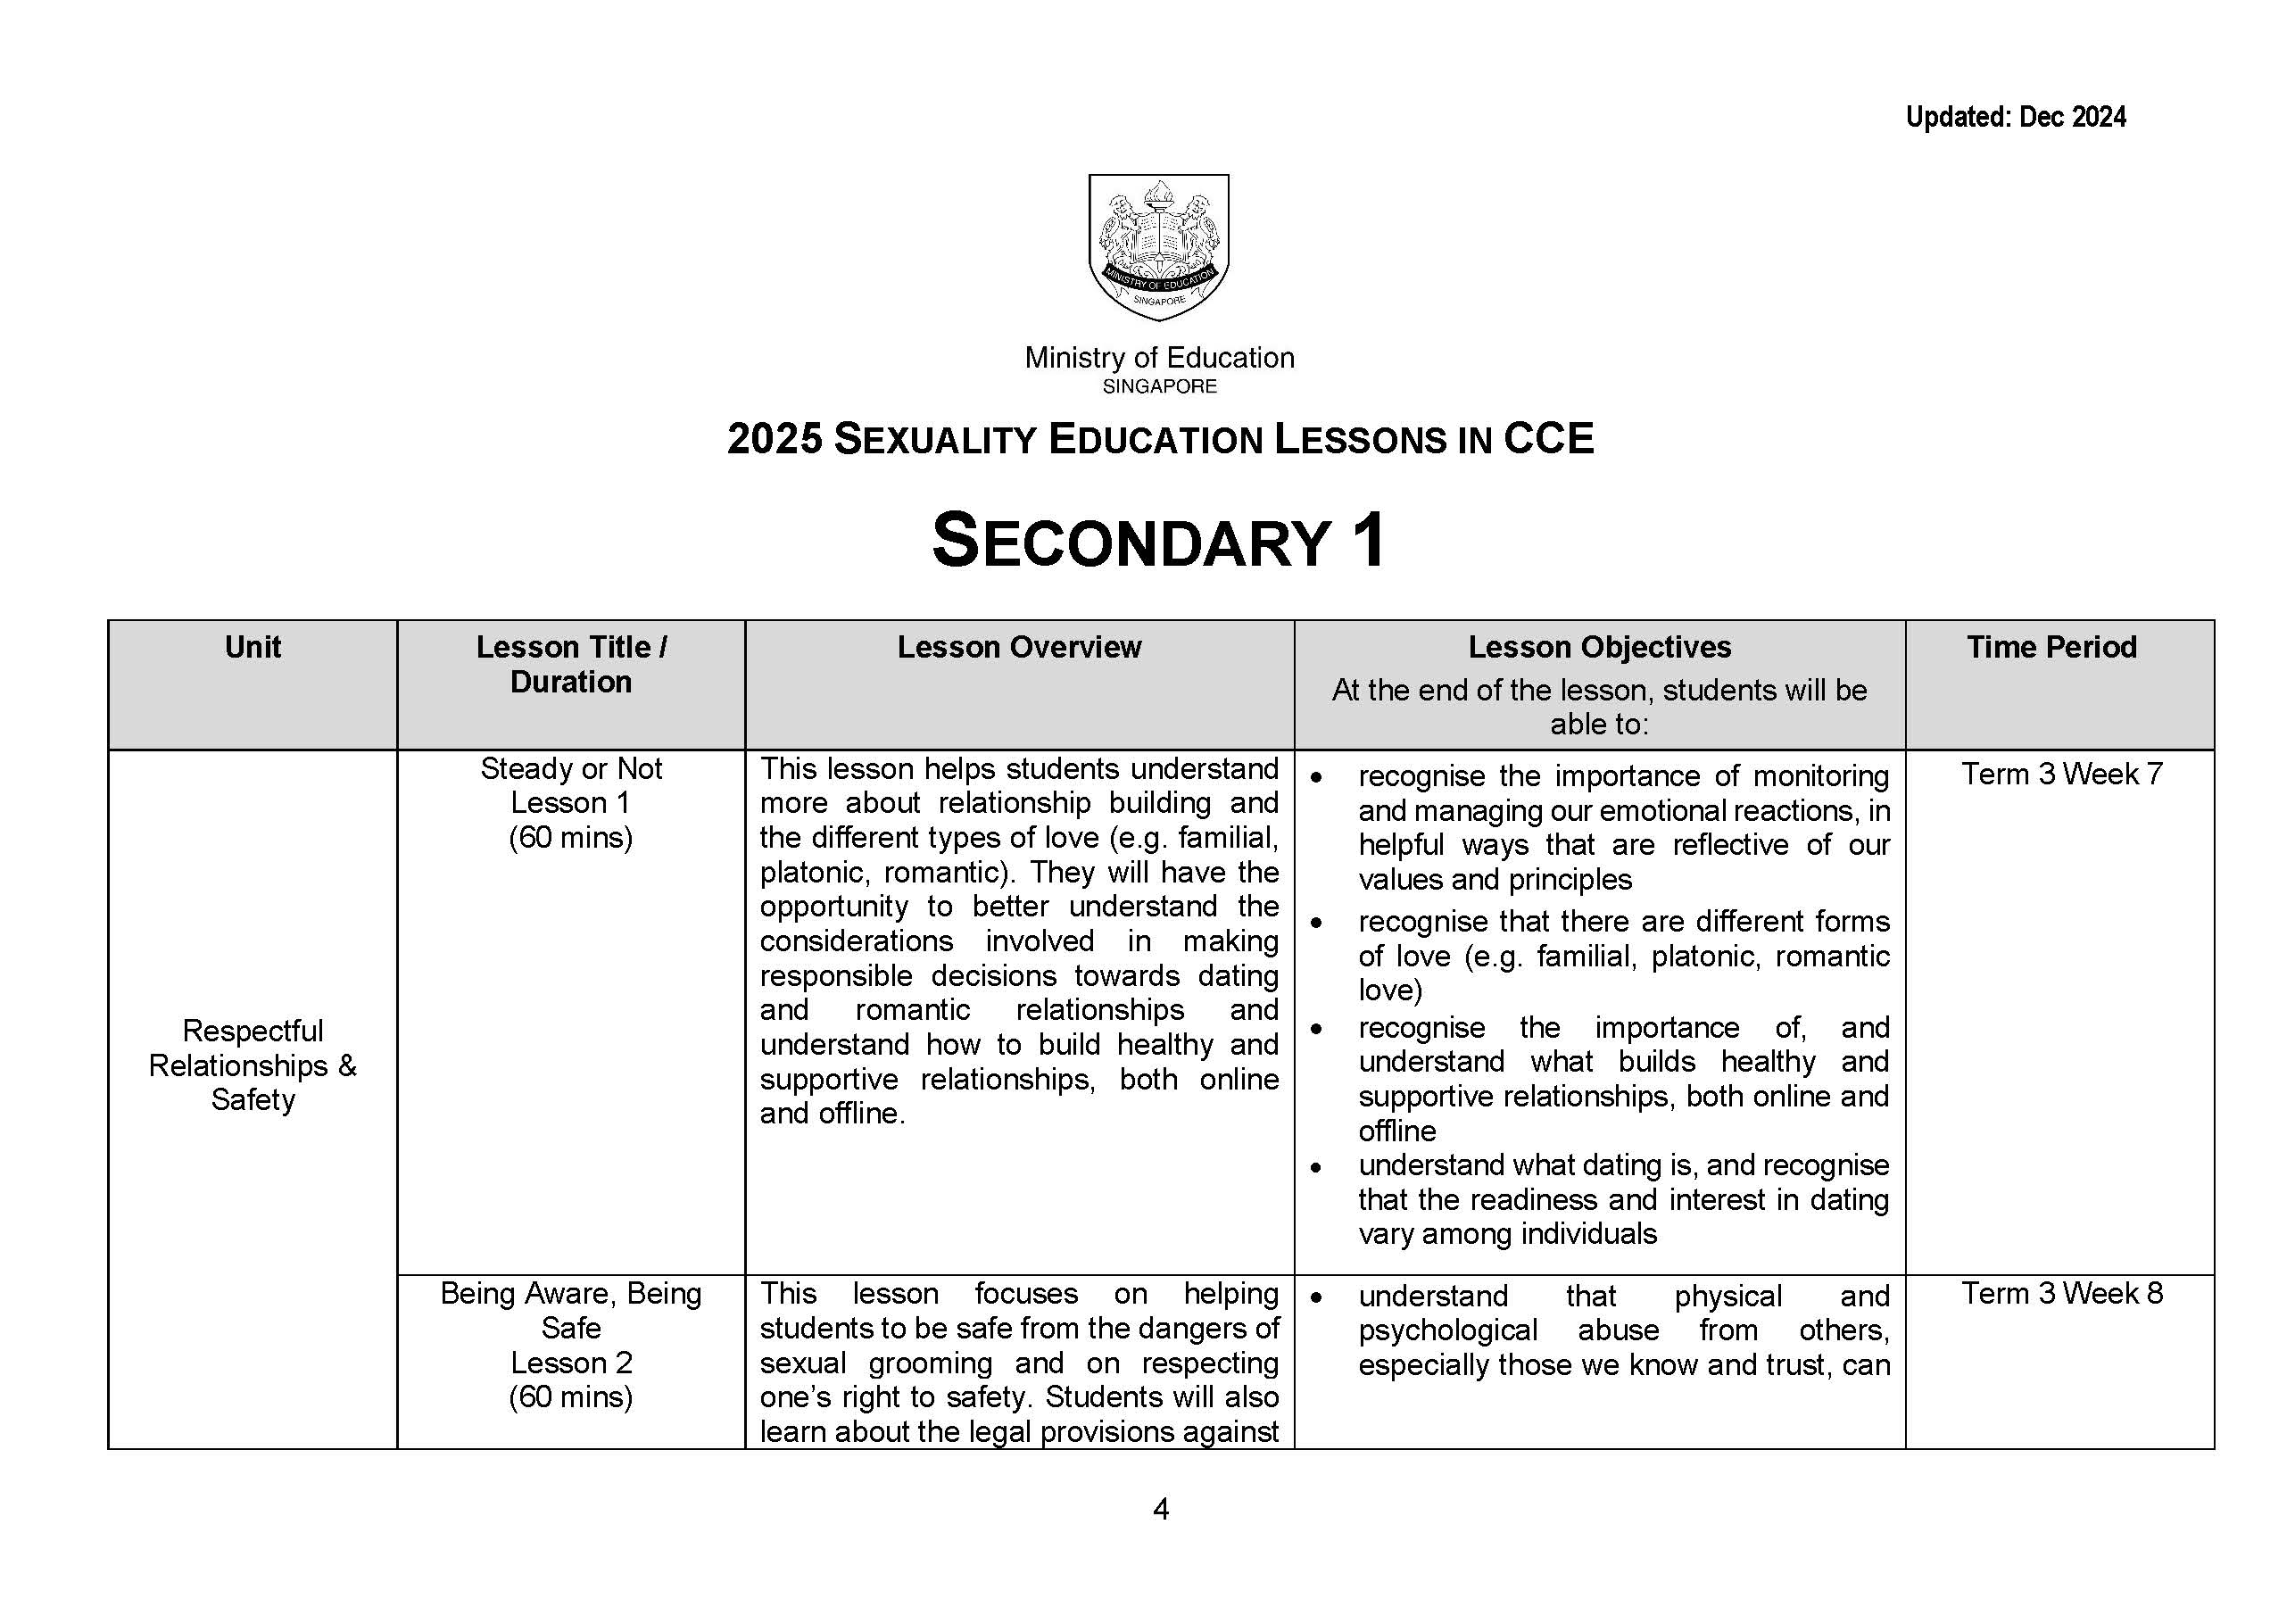 Updated: Dec 2024
MINISTRY OF EDUCATION
SINGAPORE
Ministry of Education
SINGAPORE
2025 SEXUALITY EDUCATION LESSONS IN CCE
SECONDARY 1
Unit
Lesson Title /
Duration
Lesson Overview
Lesson Objectives
At the end of the lesson, students will be
able to:
Time Period
Respectful
Relationships &
Safety
Steady or Not
Lesson 1
(60 mins)
This lesson helps students understand
more about relationship building and
the different types of love (e.g. familial,
platonic, romantic). They will have the
opportunity to better understand the
considerations involved in making
responsible decisions towards dating
and romantic relationships and
understand how to build healthy and
supportive relationships, both online
and offline.
• recognise the importance of monitoring
and managing our emotional reactions, in
helpful ways that are reflective of our
values and principles
• recognise that there are different forms
of love (e.g. familial, platonic, romantic
love)
• recognise the importance of, and
understand what builds healthy and
supportive relationships, both online and
offline
• understand what dating is, and recognise
that the readiness and interest in dating
vary among individuals
Term 3 Week 7
Being Aware, Being
Safe
Lesson 2
(60 mins)
This lesson focuses on helping
students to be safe from the dangers of
sexual grooming and on respecting
one's right to safety. Students will also
learn about the legal provisions against
• understand that physical and
psychological abuse from others,
especially those we know and trust, can
Term 3 Week 8
4